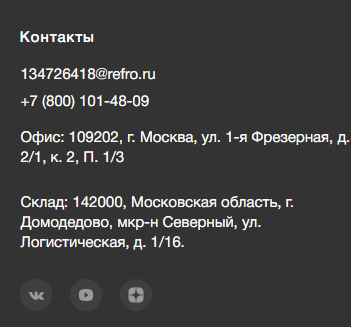 Контакты
134726418@refro.ru
+7 (800) 101-48-09
Офис: 109202, г. Москва, ул. 1-я Фрезерная, д.
2/1, к. 2, П. 1/3
Склад: 142000, Московская область, г.
Домодедово, мкр-н Северный, ул.
Логистическая, д. 1/16.